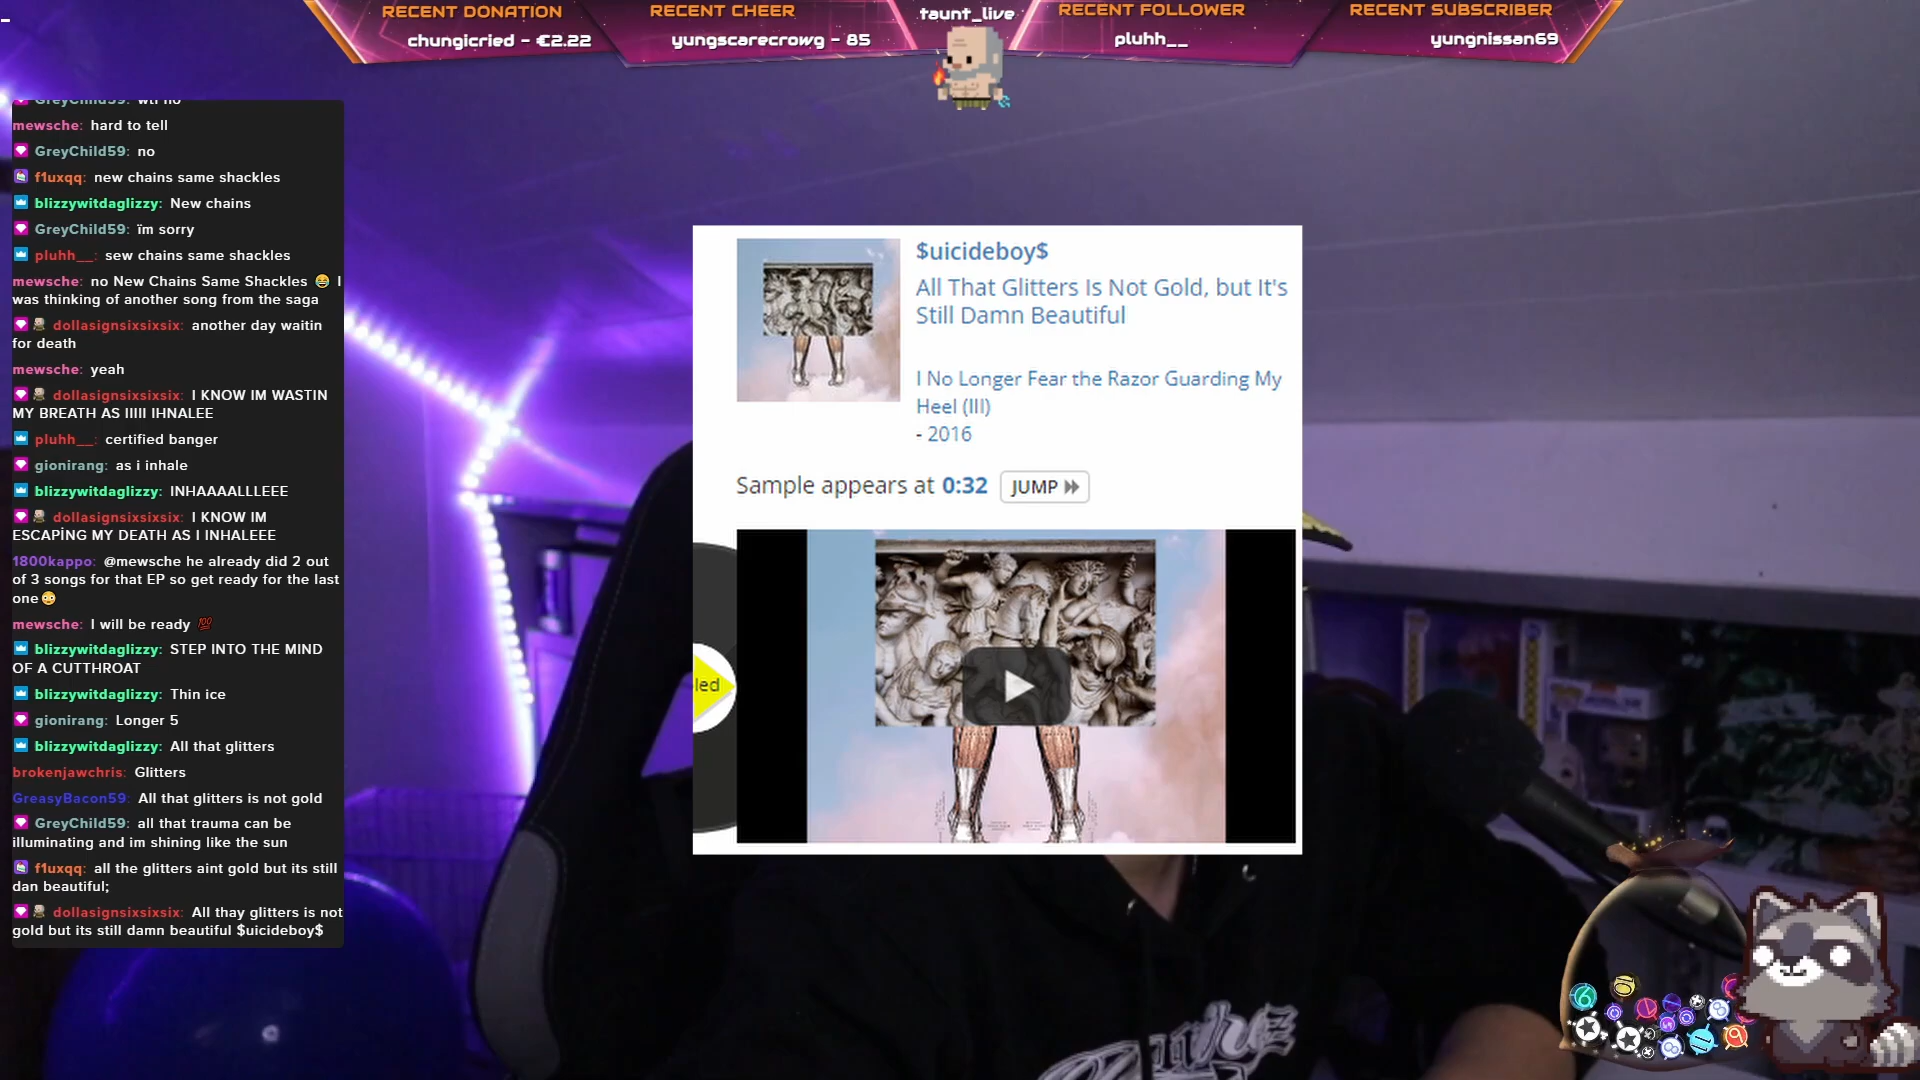 RECENT DONATION
chungicried - €2.22
RECENT CHEER
yungscarecrowg - 85
taunt_live
RECENT FOLLOWER
pluhh__
RECENT SUBSCRIBER
yungnissan69
GreyChild59: wtf no
mewsche: hard to tell
GreyChild59: no
f1uxqq: new chains same shackles
blizzywitdaglizzy: New chains
GreyChild59: ïm sorry
pluhh__: sew chains same shackles
mewsche: no New Chains Same Shackles 😂 I
was thinking of another song from the saga
dollasignsixsixsix: another day waitin
for death
mewsche: yeah
dollasignsixsixsix: I KNOW IM WASTIN
MY BREATH AS IIIII IHNALEE
pluhh__: certified banger
gionirang: as i inhale
blizzywitdaglizzy: INHAAAALLLEEE
dollasignsixsixsix: I KNOW IM
ESCAPİNG MY DEATH AS I INHALEEE
1800kappo: @mewsche he already did 2 out
of 3 songs for that EP so get ready for the last
one😳
mewsche: I will be ready 💯
blizzywitdaglizzy: STEP INTO THE MIND
OF A CUTTHROAT
blizzywitdaglizzy: Thin ice
gionirang: Longer 5
blizzywitdaglizzy: All that glitters
brokenjawchris: Glitters
GreasyBacon59: All that glitters is not gold
GreyChild59: all that trauma can be
illuminating and im shining like the sun
f1uxqq: all the glitters aint gold but its still
dan beautiful;
dollasignsixsixsix: All thay glitters is not
gold but its still damn beautiful $uicideboy$
$uicideboy$
All That Glitters Is Not Gold, but It's
Still Damn Beautiful
I No Longer Fear the Razor Guarding My
Heel (III)
- 2016
Sample appears at 0:32 JUMP
led